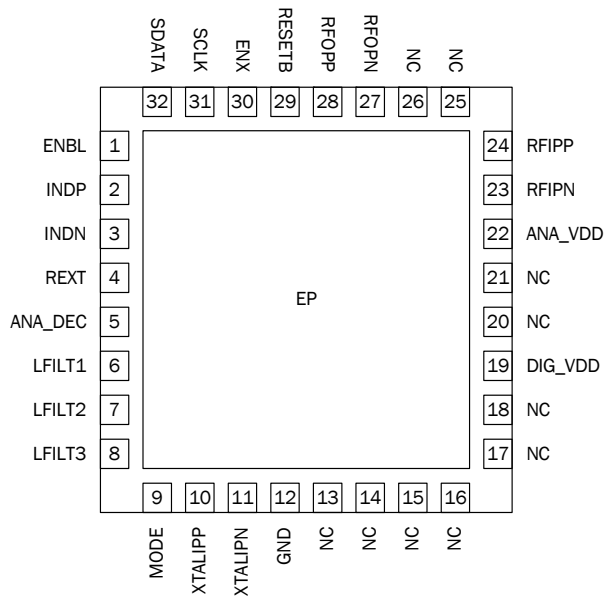 SDATA
SCLK
ENX
RESETB
RFOPP
RFOPN
NC
NC
32 31 30 29 28 27 26 25
ENBL 1
INDP 2
INDN 3
REXT 4
ANA_DEC 5
LFILT1 6
LFILT2 7
LFILT3 8
EP
24 RFIPP
23 RFIPN
22 ANA_VDD
21 NC
20 NC
19 DIG_VDD
18 NC
17 NC
9 10 11 12 13 14 15 16
MODE
XTALIPP
XTALIPN
GND
NC
NC
NC
NC